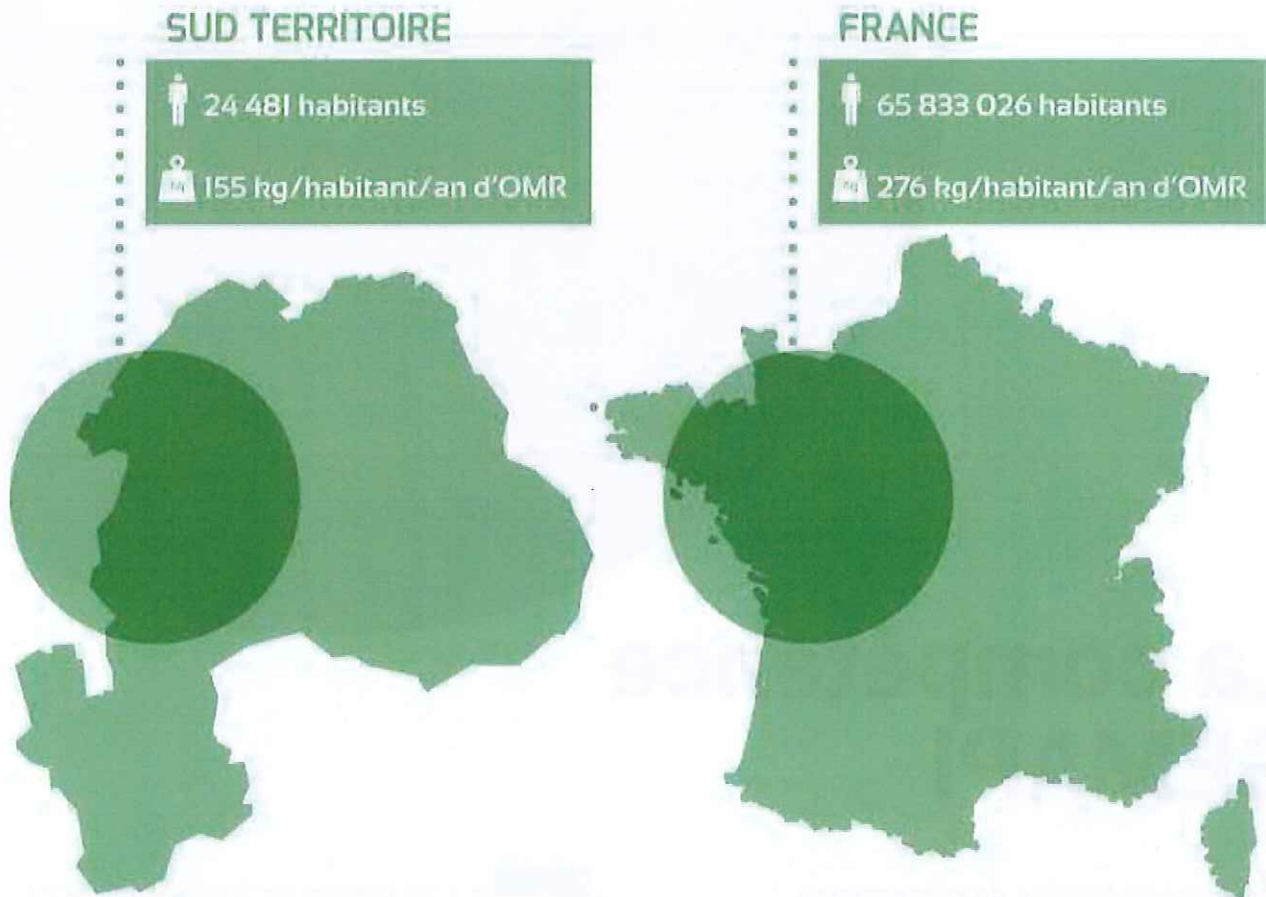 SUD TERRITOIRE
24 481 habitants
155 kg/habitant/an d'OMR
FRANCE
65 833 026 habitants
276 kg/habitant/an d'OMR